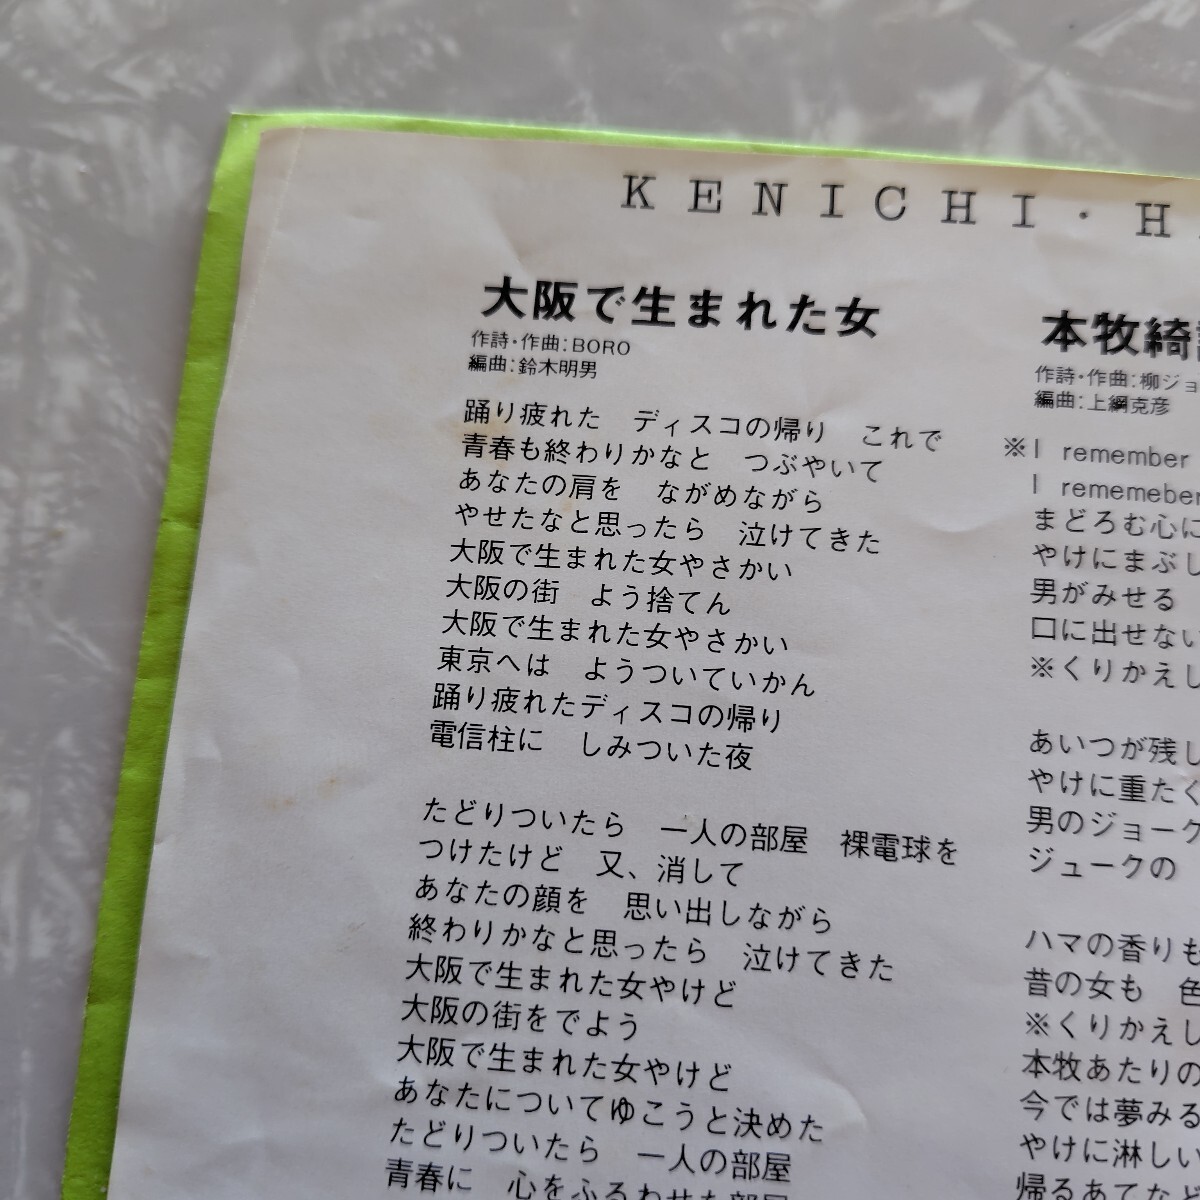 KENICHI・H
大阪で生まれた女
作詩・作曲:BORO
編曲:鈴木明男
踊り疲れた　ディスコの帰り　これで
青春も終わりかなと　つぶやいて
あなたの肩を　ながめながら
やせたなと思ったら　泣けてきた
大阪で生まれた女やさかい
大阪の街　よう捨てん
大阪で生まれた女やさかい
東京へは　ようついていかん
踊り疲れたディスコの帰り
電信柱に　しみついた夜
たどりついたら　一人の部屋　裸電球を
つけたけど　又、消して
あなたの顔を　思い出しながら
終わりかなと思ったら　泣けてきた
大阪で生まれた女やけど
大阪の街をでよう
大阪で生まれた女やけど
あなたについてゆこうと決めた
たどりついたら　一人の部屋
青春に　心をふるわせた部屋
本牧綺
作詩・作曲:柳ジョ
編曲:上綱克彦
※I remember
I rememeber
まどろむ心に
やけにまぶし
男がみせる
口に出せない
※くりかえし
あいつが残し
やけに重たく
男のジョーク
ジュークの
ハマの香りも
昔の女も　色
※くりかえし
本牧あたりの
今では夢みる
やけに淋しい
帰るあてなど